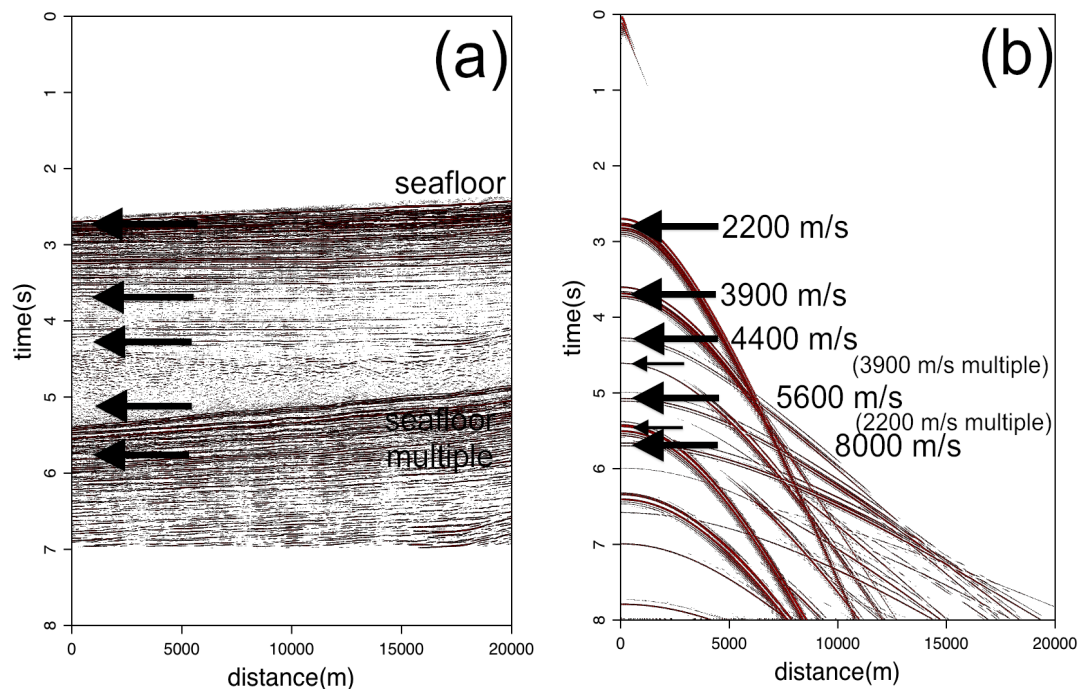 (a)
0
5000
10000
15000
20000
0
1
2
3
4
5
6
7
8
time(s)
distance(m)
seafloor
seafloor
multiple
(b)
0
5000
10000
15000
20000
0
1
2
3
4
5
6
7
8
time(s)
distance(m)
2200 m/s
3900 m/s
4400 m/s
(3900 m/s multiple)
5600 m/s
(2200 m/s multiple)
8000 m/s